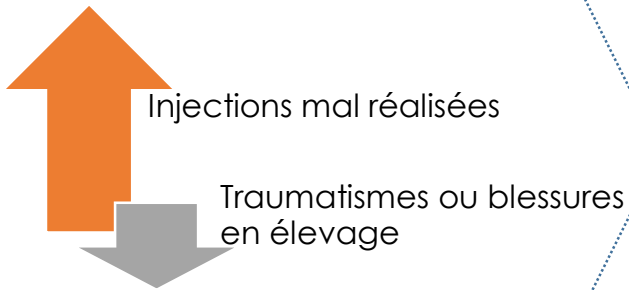 Injections mal réalisées
Traumatismes ou blessures
en élevage